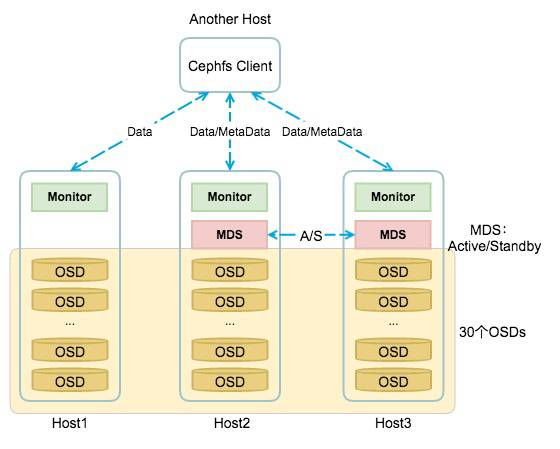 Another Host
Cephfs Client
Data
Data/MetaData
Data/MetaData
Monitor
Monitor
Monitor
MDS
A/S
MDS
MDS:
Active/Standby
OSD
OSD
OSD
OSD
OSD
OSD
...
...
...
30个OSDs
OSD
OSD
OSD
OSD
OSD
OSD
Host1
Host2
Host3